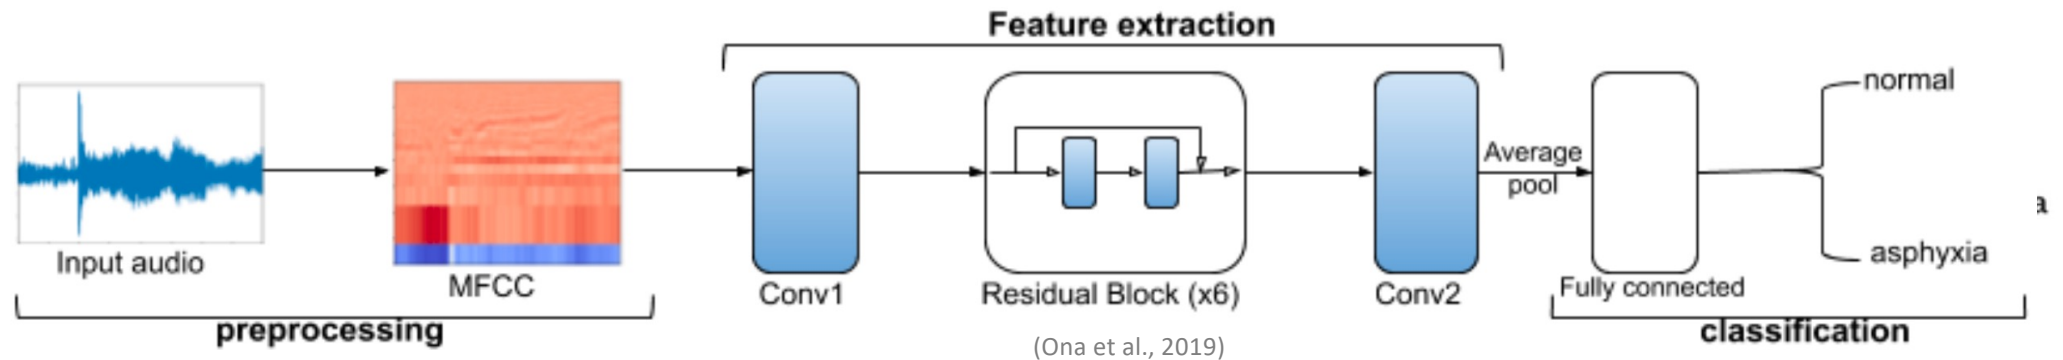 Feature extraction
normal
Average
pool
a
asphyxia
Input audio
MFCC
Conv1
Residual Block (x6)
Conv2
Fully connected
preprocessing
classification
(Ona et al., 2019)